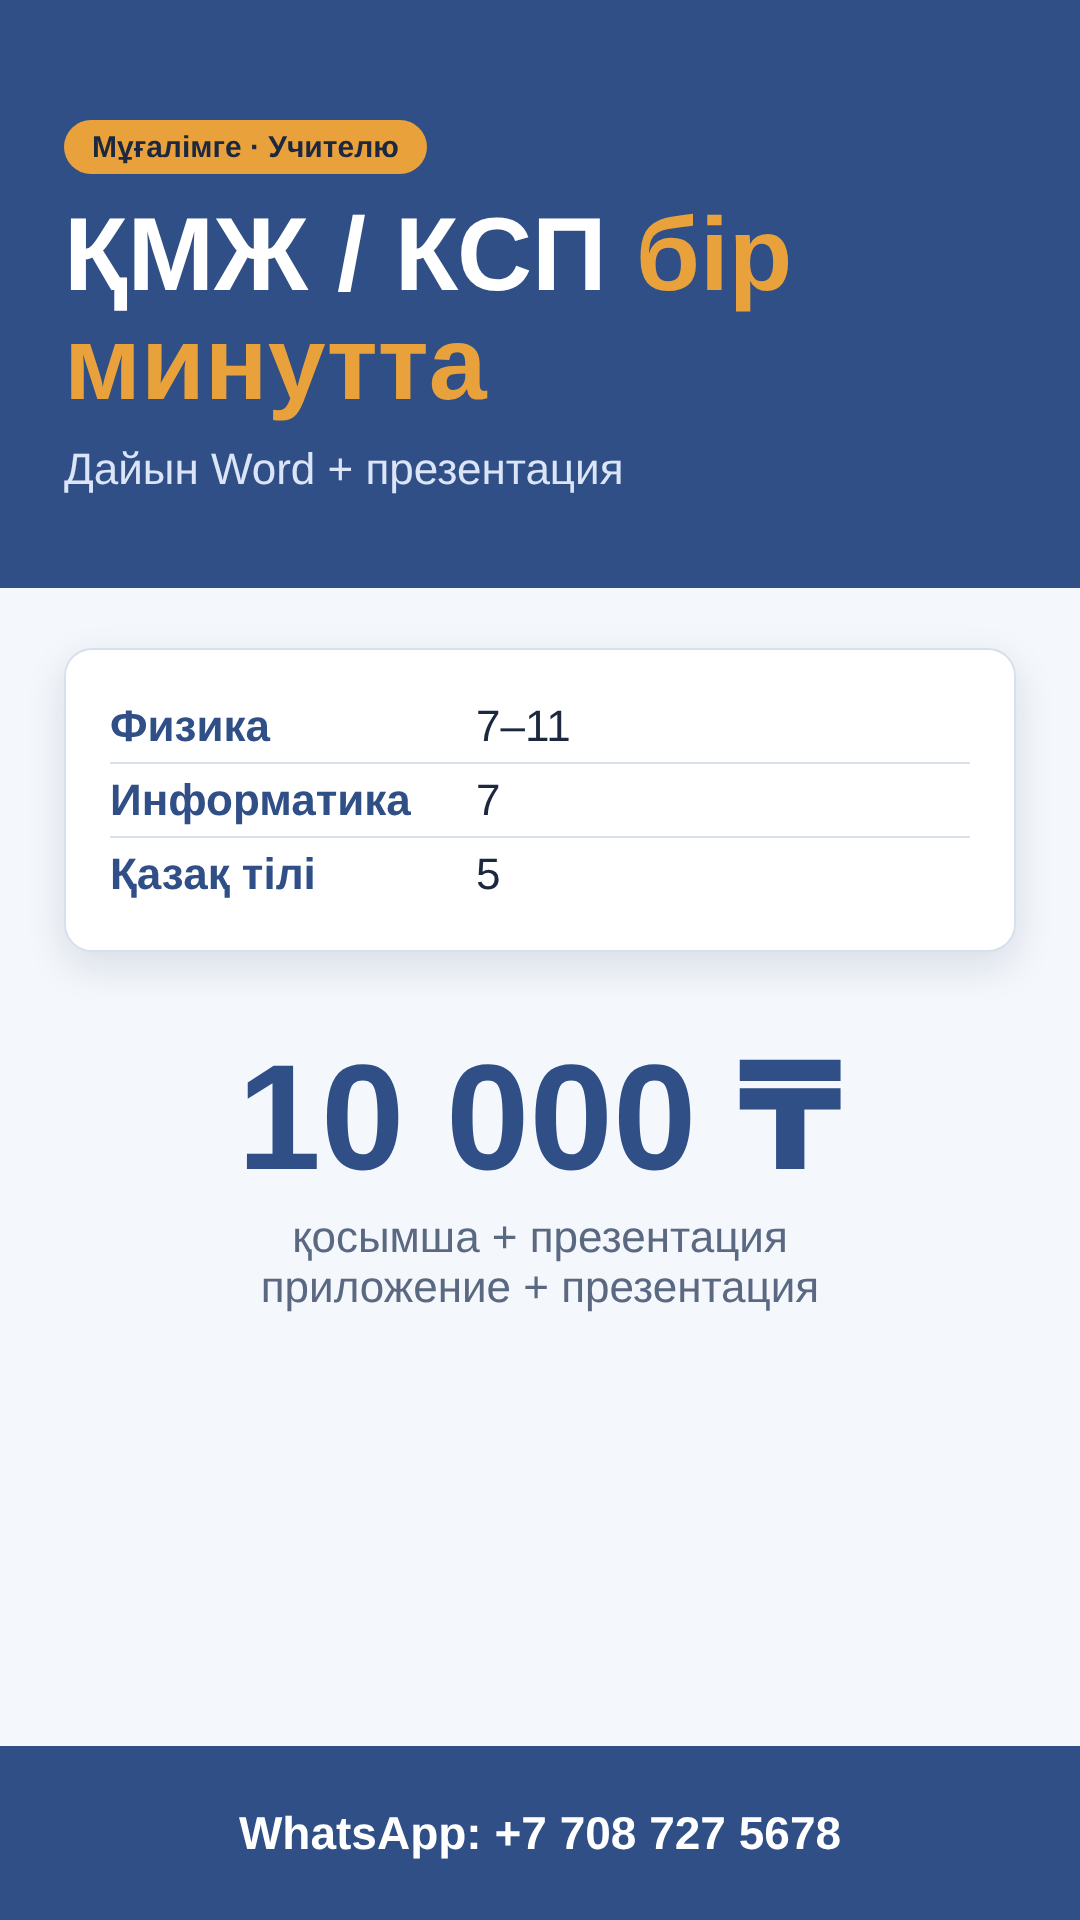 Мұғалімге · Учителю
ҚМЖ / КСП бір
минутта
Дайын Word + презентация
Физика 7–11
Информатика 7
Қазақ тілі 5
10 000 ₸
қосымша + презентация
приложение + презентация
WhatsApp: +7 708 727 5678